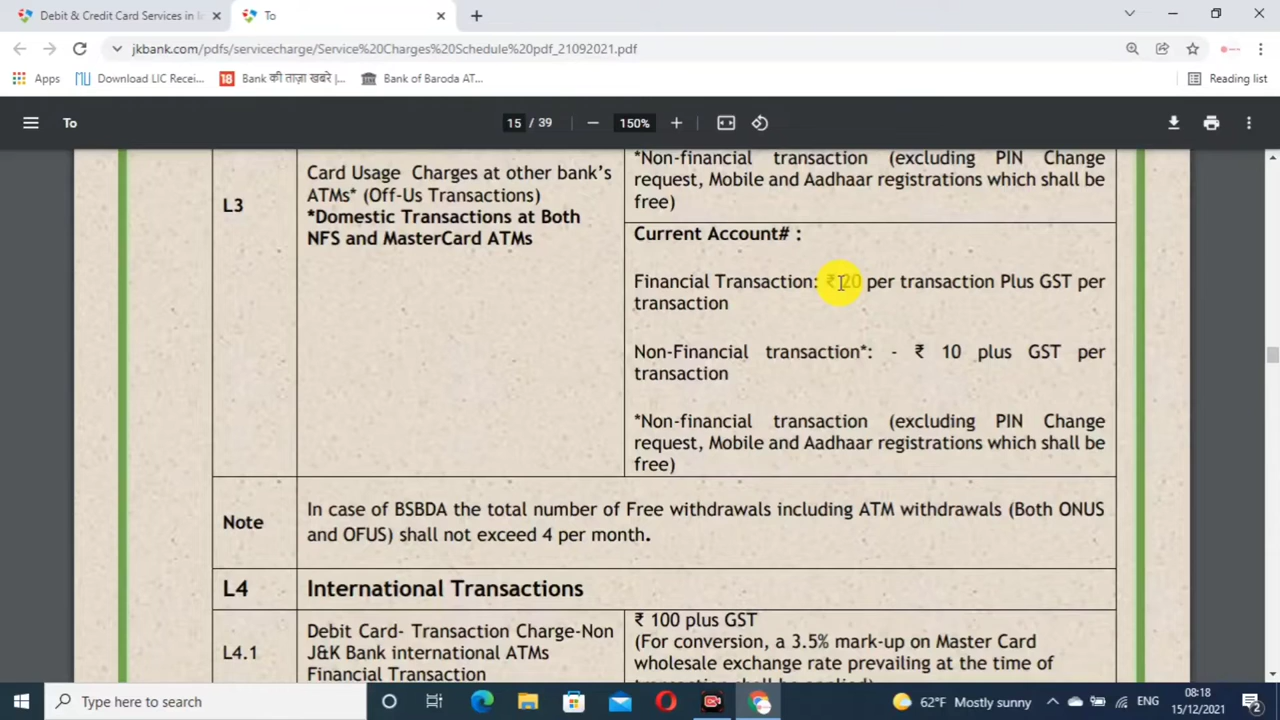 Debit & Credit Card Services in I
To
jkbank.com/pdfs/servicecharge/Service%20Charges%20Schedule%20pdf_21092021.pdf
Apps
Download LIC Recei...
18
Bank की ताज़ा खबरे |...
Bank of Baroda AT...
Reading list
To
15 / 39
150%
*Non-financial transaction (excluding PIN Change
request, Mobile and Aadhaar registrations which shall be
free)
L3
Card Usage Charges at other bank's
ATMs* (Off-Us Transactions)
*Domestic Transactions at Both
NFS and MasterCard ATMs
Current Account# :
Financial Transaction: ₹ 20 per transaction Plus GST per
transaction
Non-Financial transaction*: - ₹ 10 plus GST per
transaction
*Non-financial transaction (excluding PIN Change
request, Mobile and Aadhaar registrations which shall be
free)
Note
In case of BSBDA the total number of Free withdrawals including ATM withdrawals (Both ONUS
and OFUS) shall not exceed 4 per month.
L4
International Transactions
L4.1
Debit Card- Transaction Charge-Non
J&K Bank international ATMs
Financial Transaction
₹ 100 plus GST
(For conversion, a 3.5% mark-up on Master Card
wholesale exchange rate prevailing at the time of
transaction shall be applied)
Type here to search
62°F Mostly sunny
ENG
08:18
15/12/2021
2